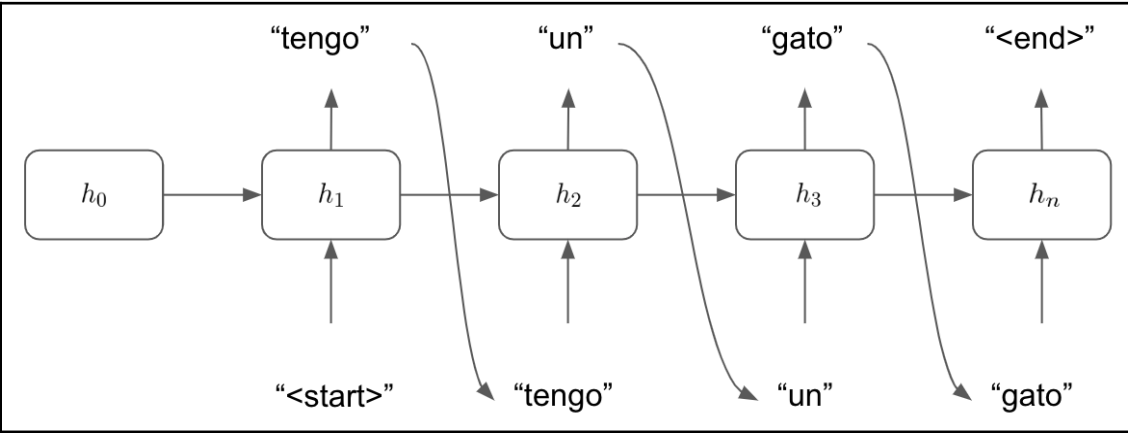 “tengo” “un” “gato” “<end>”
h₀ h₁ h₂ h₃ hₙ
“<start>” “tengo” “un” “gato”